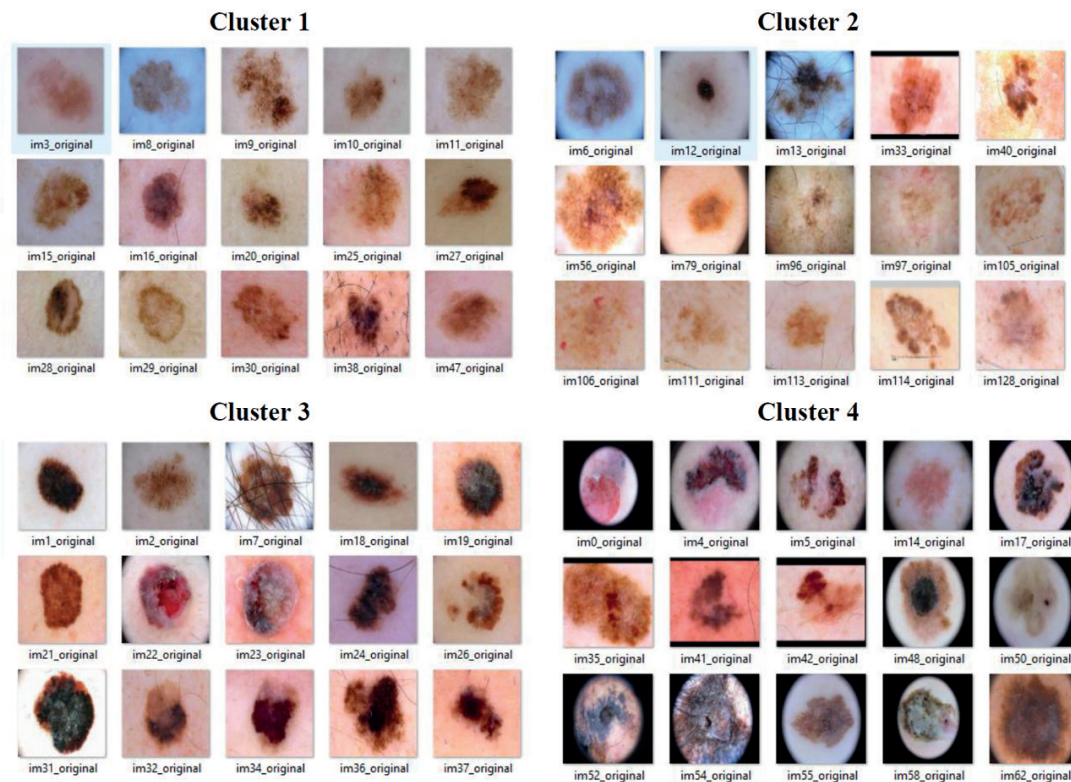 Cluster 1
im3_original im8_original im9_original im10_original im11_original
im15_original im16_original im20_original im25_original im27_original
im28_original im29_original im30_original im38_original im47_original
Cluster 2
im6_original im12_original im13_original im33_original im40_original
im56_original im79_original im96_original im97_original im105_original
im106_original im111_original im113_original im114_original im128_original
Cluster 3
im1_original im2_original im7_original im18_original im19_original
im21_original im22_original im23_original im24_original im26_original
im31_original im32_original im34_original im36_original im37_original
Cluster 4
im0_original im4_original im5_original im14_original im17_original
im35_original im41_original im42_original im48_original im50_original
im52_original im54_original im55_original im58_original im62_original